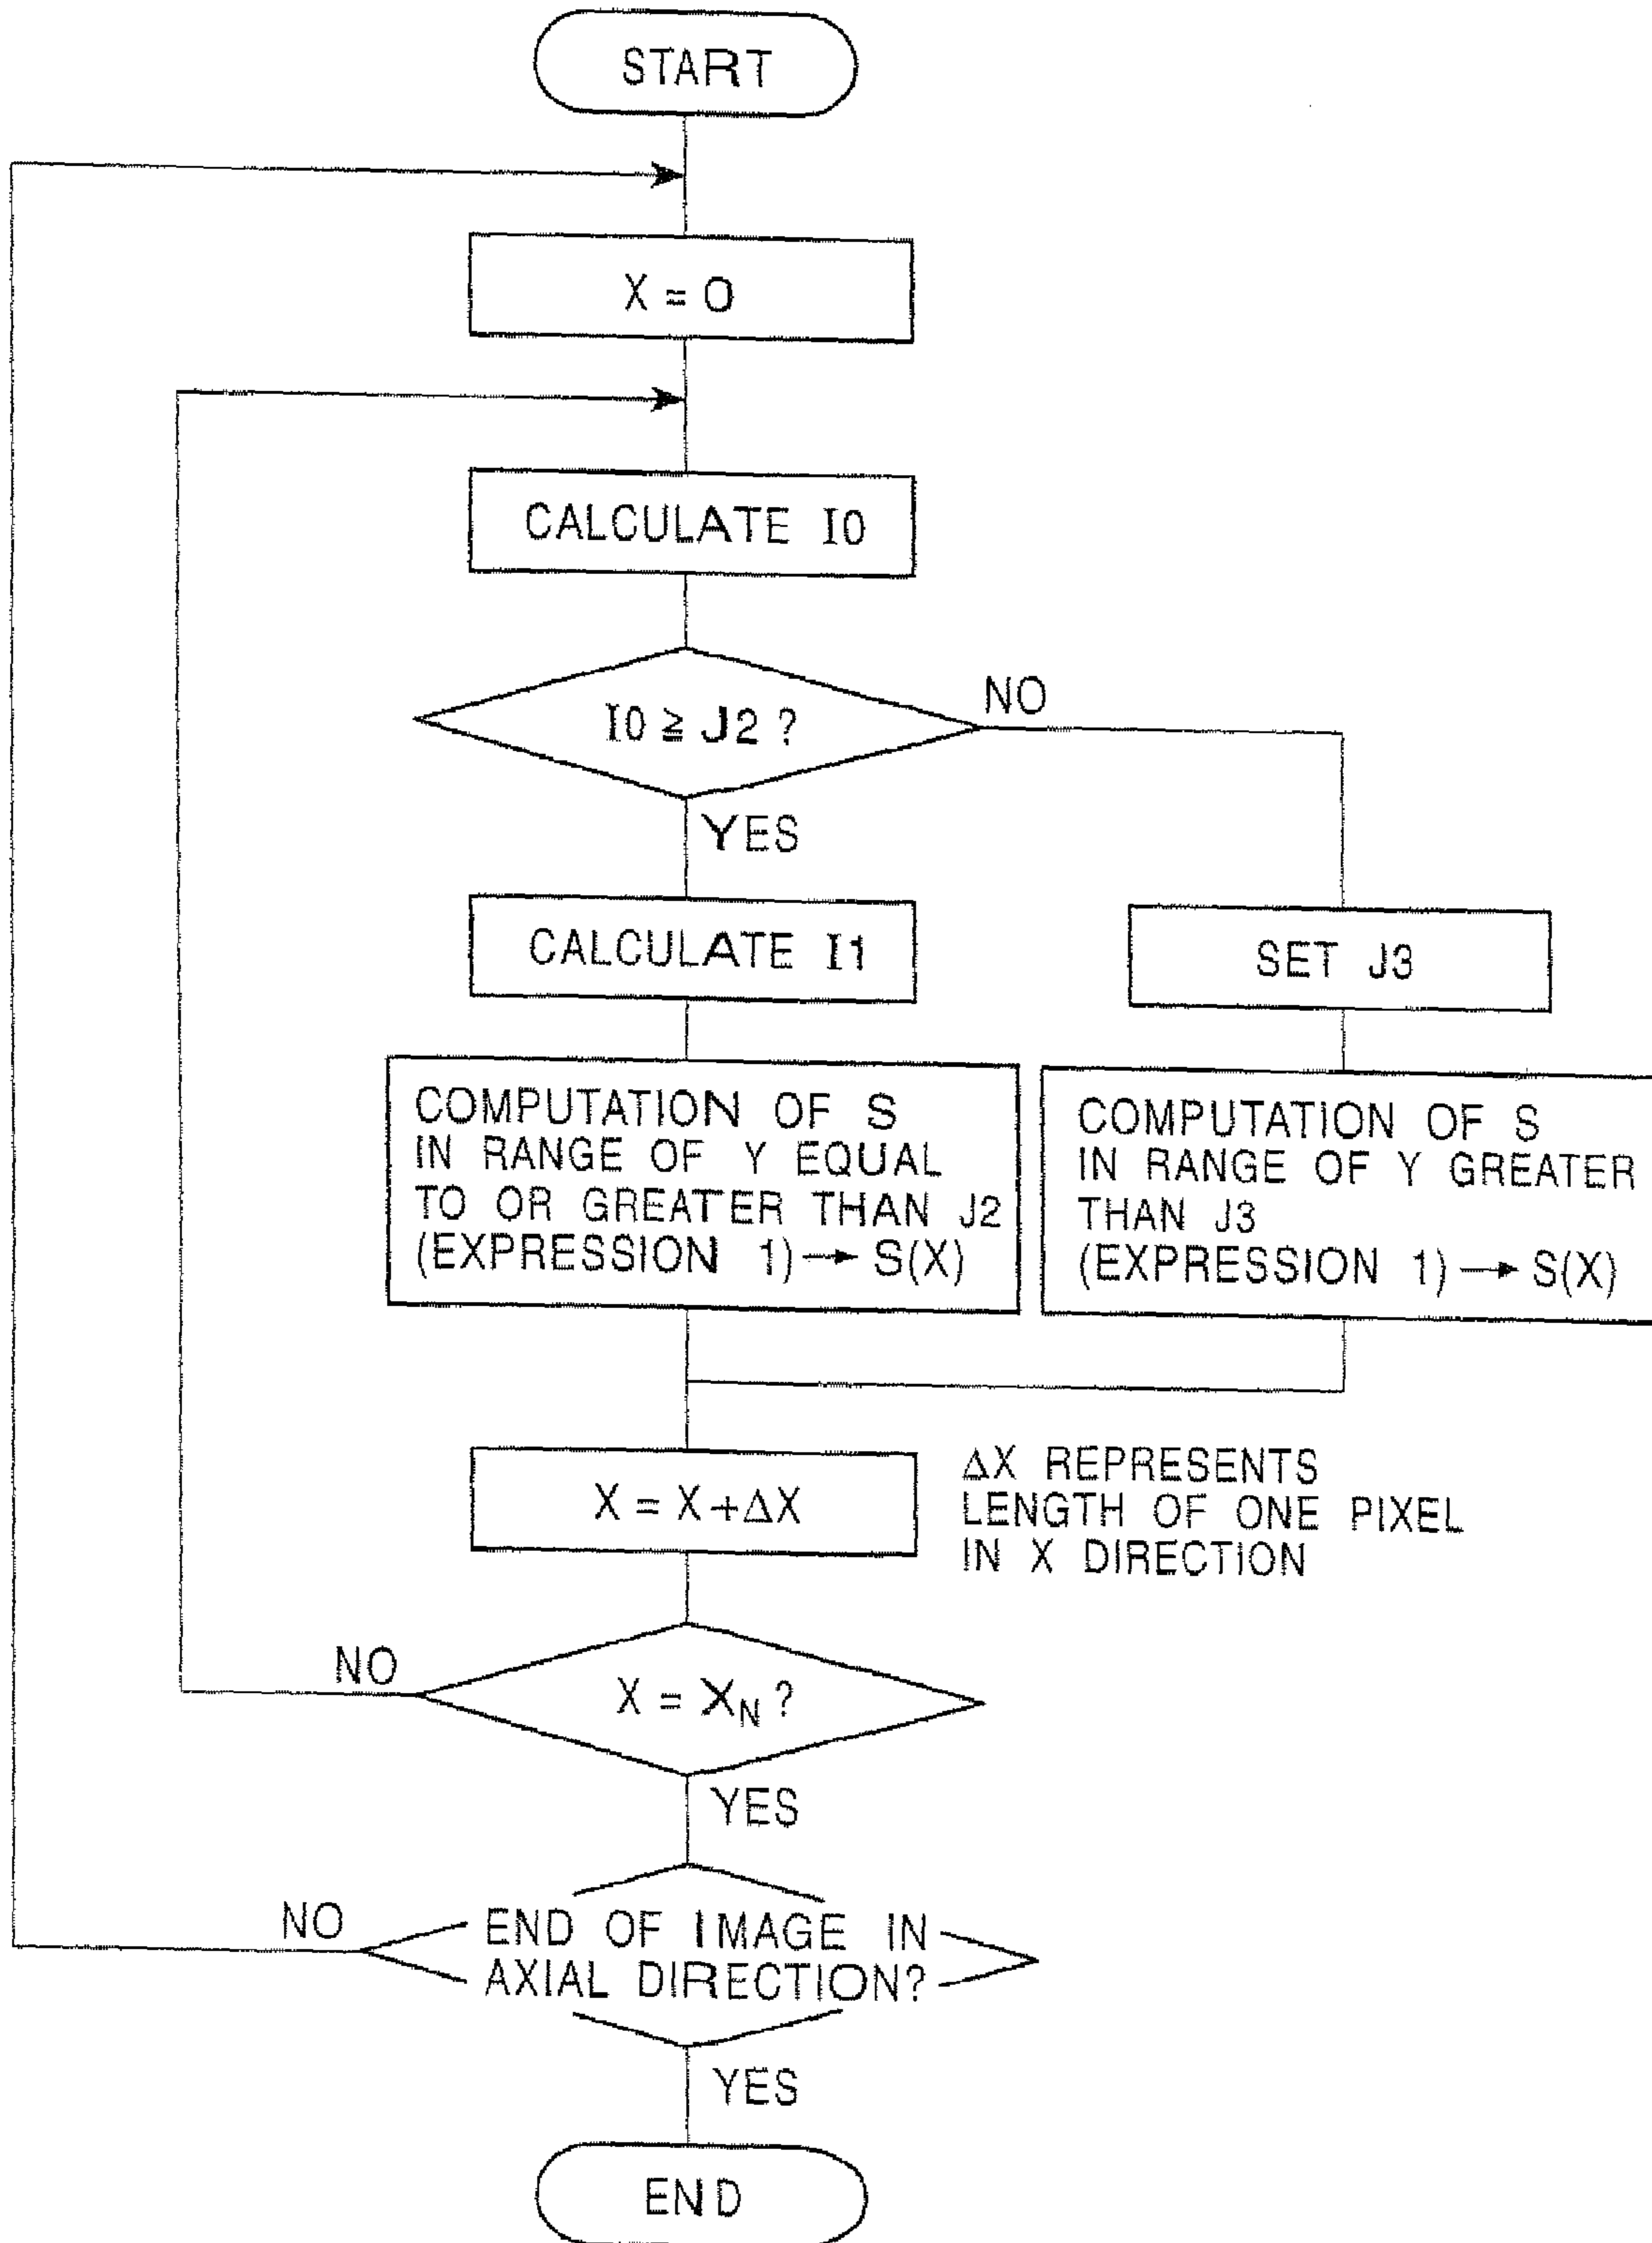 START
X = 0
CALCULATE I0
I0 ≧ J2 ?
NO
YES
CALCULATE I1
SET J3
COMPUTATION OF S
IN RANGE OF Y EQUAL
TO OR GREATER THAN J2
(EXPRESSION 1) → S(X)
COMPUTATION OF S
IN RANGE OF Y GREATER
THAN J3
(EXPRESSION 1) → S(X)
X = X+ΔX
ΔX REPRESENTS
LENGTH OF ONE PIXEL
IN X DIRECTION
NO
X = X_N ?
YES
NO
END OF IMAGE IN
AXIAL DIRECTION?
YES
END